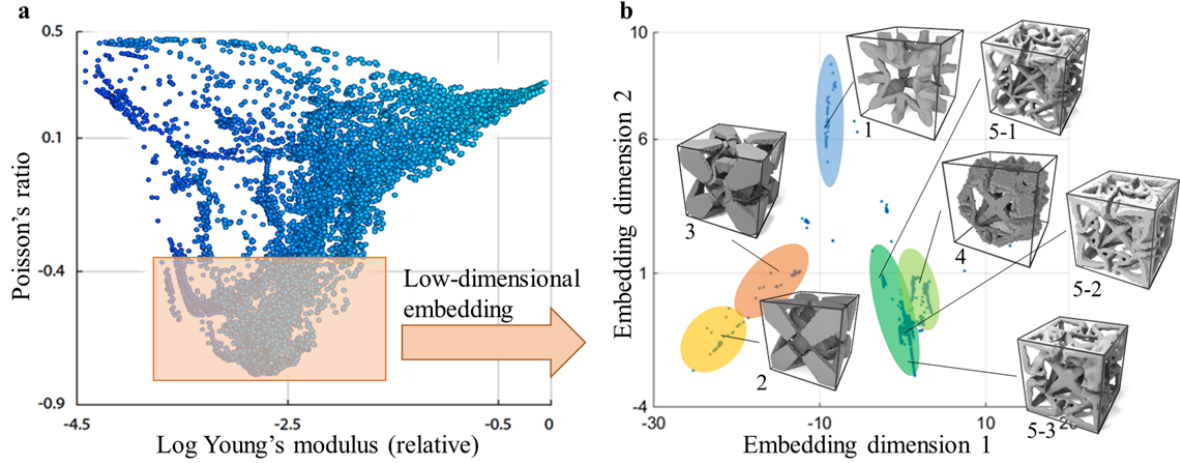 a
0.5
0.1
-0.4
-0.9
Poisson's ratio
-4.5
-2.5
-0.5
0
Log Young's modulus (relative)
Low-dimensional
embedding
b
10
6
1
-4
Embedding dimension 2
-30
-10
10
20
Embedding dimension 1
1
5-1
3
4
5-2
2
5-3